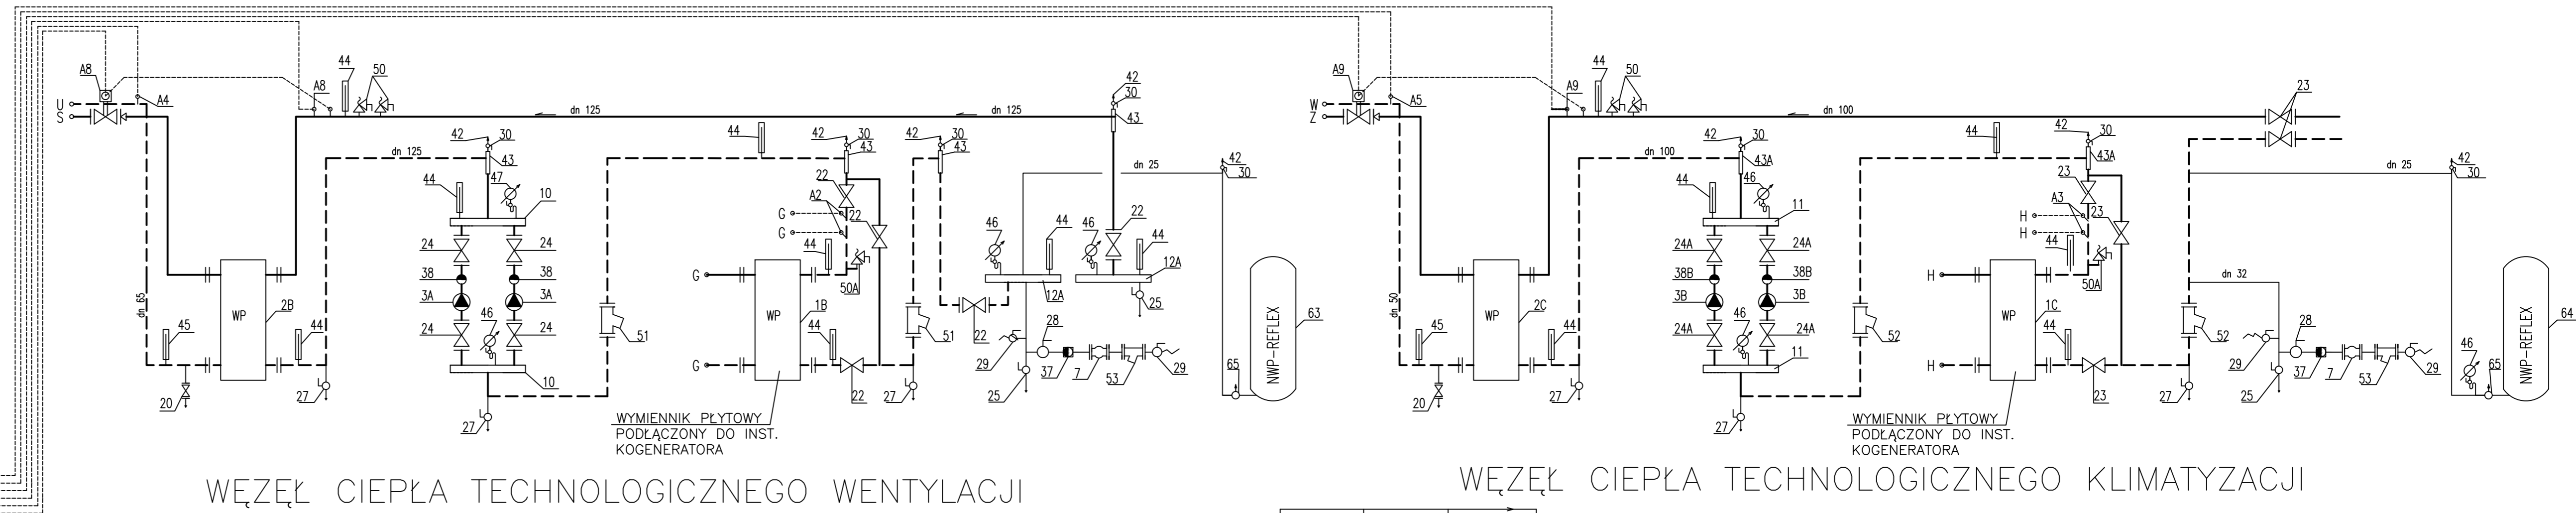 A8
U
S
A4
A8
44
50
dn 125
dn 125
42
30
43
dn 125
42
30
43
44
47
10
24
24
38
38
3A
3A
24
24
46
10
27
dn 65
45
20
WP
2B
44
27
51
44
42
30
43
22
A2
G
G
22
44
50A
G
G
WP
1B
44
22
42
30
43
51
27
22
46
44
12A
46
22
44
12A
25
dn 25
42
30
29
28
25
37
7
53
29
65
NWP-REFLEX
63
WYMIENNIK PŁYTOWY
PODŁĄCZONY DO INST.
KOGENERATORA
WĘZĘŁ CIEPŁA TECHNOLOGICZNEGO WENTYLACJI
A9
W
Z
A5
A9
44
50
dn 100
23
dn 100
42
30
43A
44
46
11
24A
24A
38B
38B
3B
3B
24A
24A
46
11
27
dn 50
45
20
WP
2C
44
27
52
44
42
30
43A
23
A3
H
H
23
44
50A
H
H
WP
1C
44
23
52
27
dn 25
42
30
dn 32
29
28
25
37
7
53
29
46
65
NWP-REFLEX
64
WYMIENNIK PŁYTOWY
PODŁĄCZONY DO INST.
KOGENERATORA
WĘZĘŁ CIEPŁA TECHNOLOGICZNEGO KLIMATYZACJI